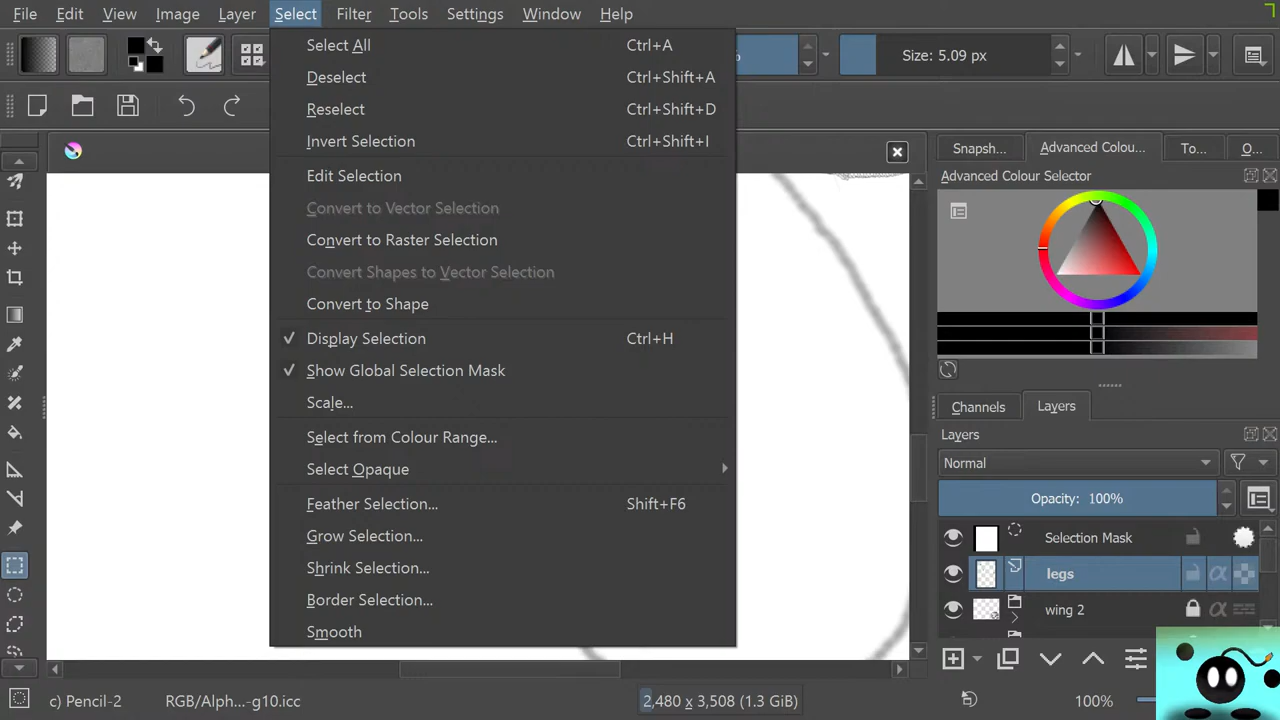 File Edit View Image Layer Select Filter Tools Settings Window Help
% Size: 5.09 px
Select All Ctrl+A
Deselect Ctrl+Shift+A
Reselect Ctrl+Shift+D
Invert Selection Ctrl+Shift+I
Snapsh... Advanced Colou... To... O...
Edit Selection
Advanced Colour Selector
Convert to Vector Selection
Convert to Raster Selection
Convert Shapes to Vector Selection
Convert to Shape
Display Selection Ctrl+H
Show Global Selection Mask
Scale...
Channels Layers
Select from Colour Range...
Layers
Select Opaque
Normal
Feather Selection... Shift+F6
Opacity: 100%
Grow Selection...
Selection Mask
Shrink Selection...
legs
Border Selection...
wing 2
Smooth
c) Pencil-2 RGB/Alph...-g10.icc 2,480 x 3,508 (1.3 GiB) 100%